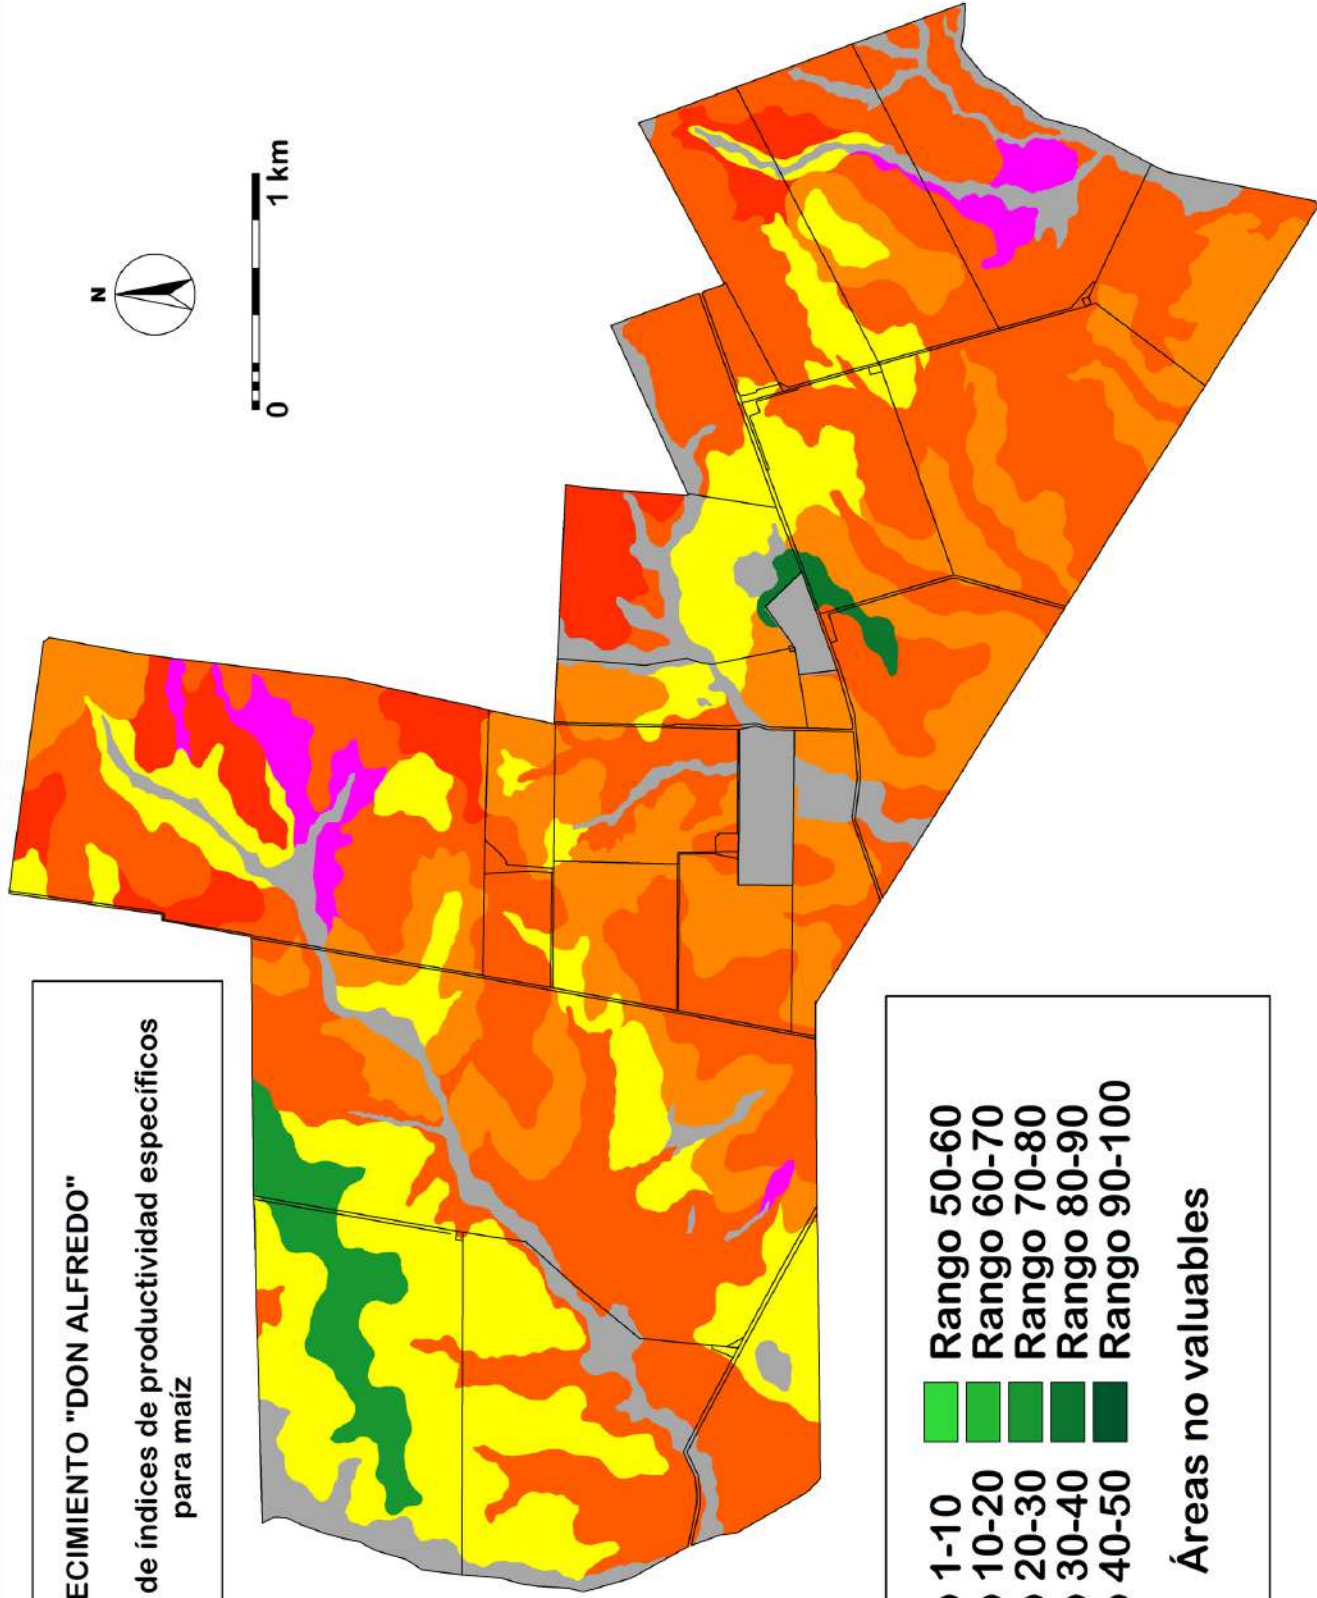 ECIMIENTO "DON ALFREDO"
de índices de productividad específicos
para maíz
N
0 1 km
1-10 Rango 50-60
10-20 Rango 60-70
20-30 Rango 70-80
30-40 Rango 80-90
40-50 Rango 90-100
Áreas no valuables